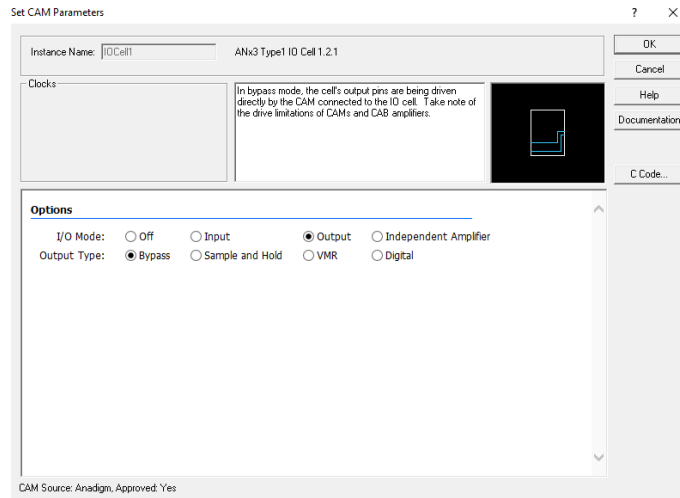 Set CAM Parameters
?
Instance Name: IOCell1
ANx3 Type1 IO Cell 1.2.1
OK
Cancel
Help
Documentation
C Code...
Clocks
In bypass mode, the cell's output pins are being driven
directly by the CAM connected to the IO cell. Take note of
the drive limitations of CAMs and CAB amplifiers.
Options
I/O Mode: Off Input Output Independent Amplifier
Output Type: Bypass Sample and Hold VMR Digital
CAM Source: Anadigm, Approved: Yes